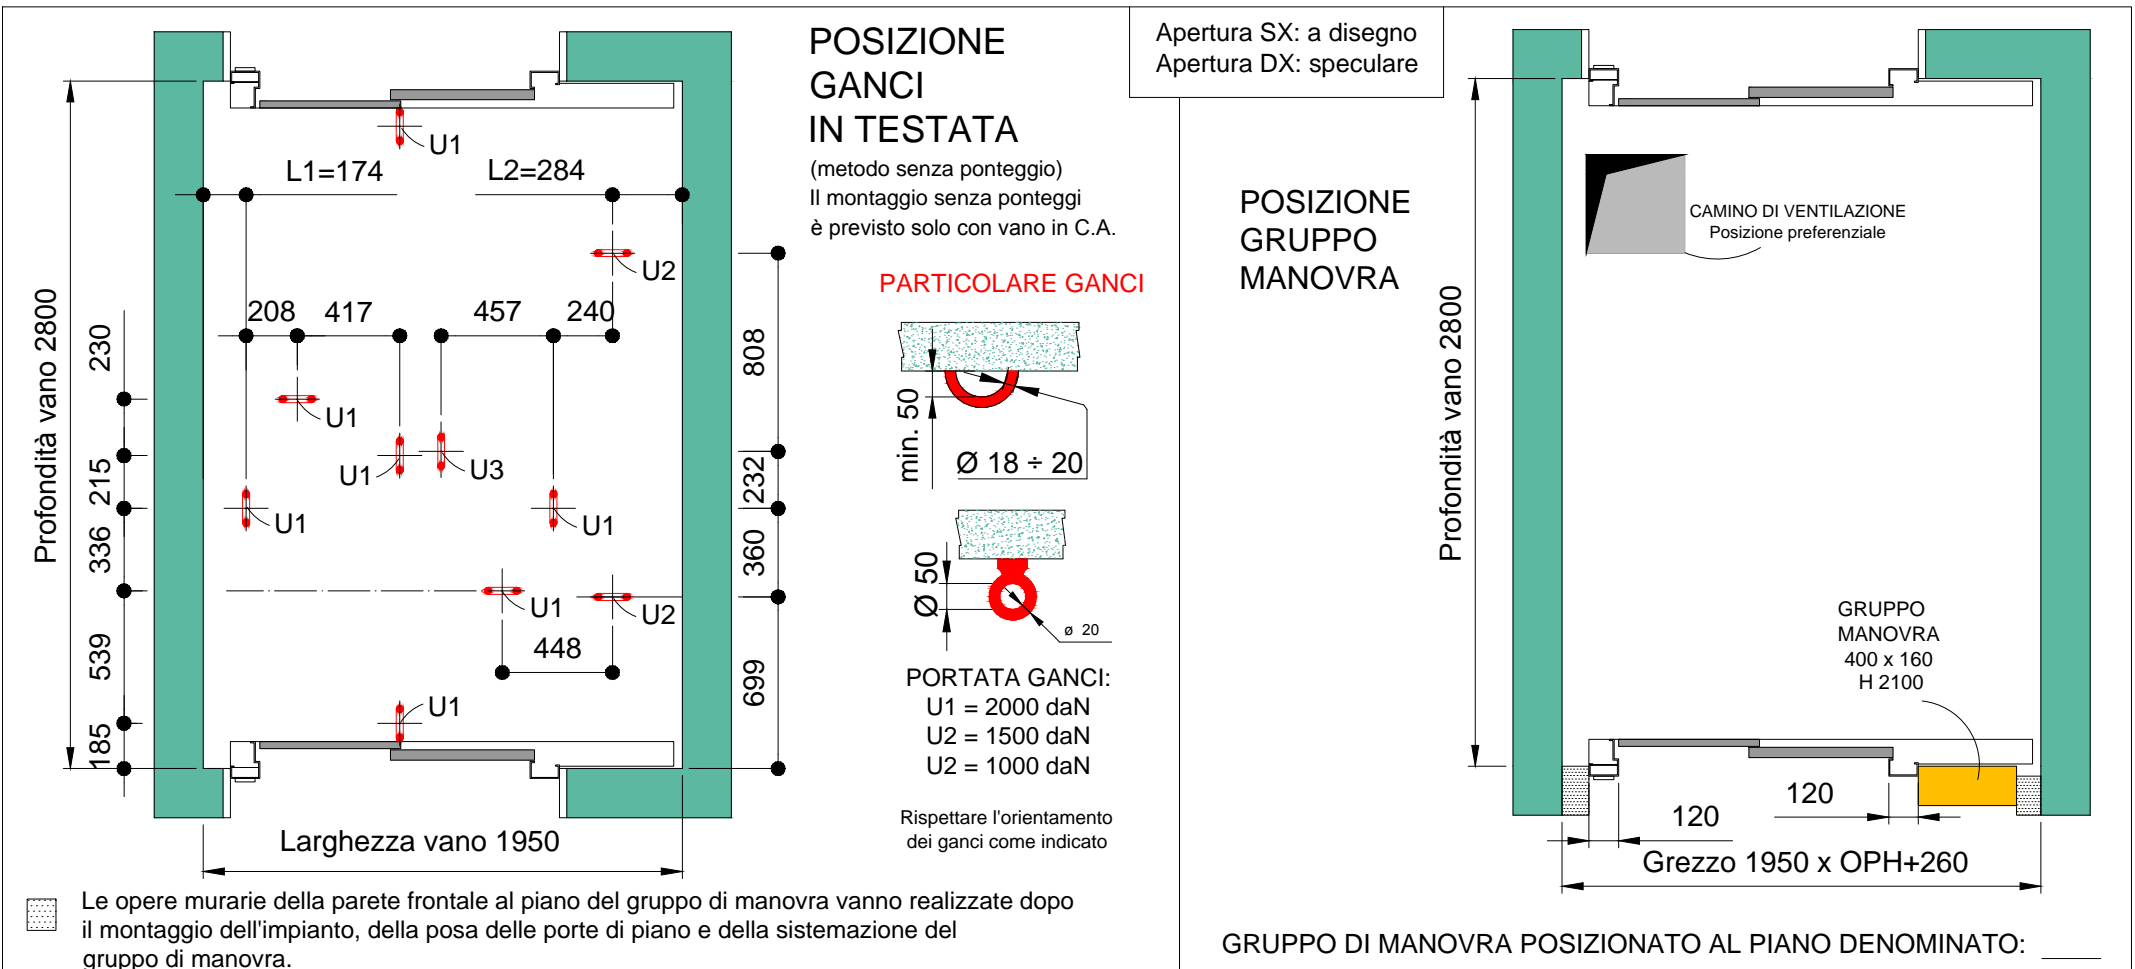 POSIZIONE
GANCI
IN TESTATA
(metodo senza ponteggio)
Il montaggio senza ponteggi
è previsto solo con vano in C.A.
Apertura SX: a disegno
Apertura DX: speculare
U1
L1=174
L2=284
U2
208
417
457
240
Profondità vano 2800
230
215
336
539
185
808
232
360
699
U1
U1
U3
U1
U1
U1
U2
448
U1
Larghezza vano 1950
PARTICOLARE GANCI
min. 50
Ø 18 ÷ 20
Ø 50
ø 20
PORTATA GANCI:
U1 = 2000 daN
U2 = 1500 daN
U2 = 1000 daN
Rispettare l'orientamento
dei ganci come indicato
Le opere murarie della parete frontale al piano del gruppo di manovra vanno realizzate dopo
il montaggio dell'impianto, della posa delle porte di piano e della sistemazione del
gruppo di manovra.
POSIZIONE
GRUPPO
MANOVRA
CAMINO DI VENTILAZIONE
Posizione preferenziale
Profondità vano 2800
GRUPPO
MANOVRA
400 x 160
H 2100
120
120
Grezzo 1950 x OPH+260
GRUPPO DI MANOVRA POSIZIONATO AL PIANO DENOMINATO: ____